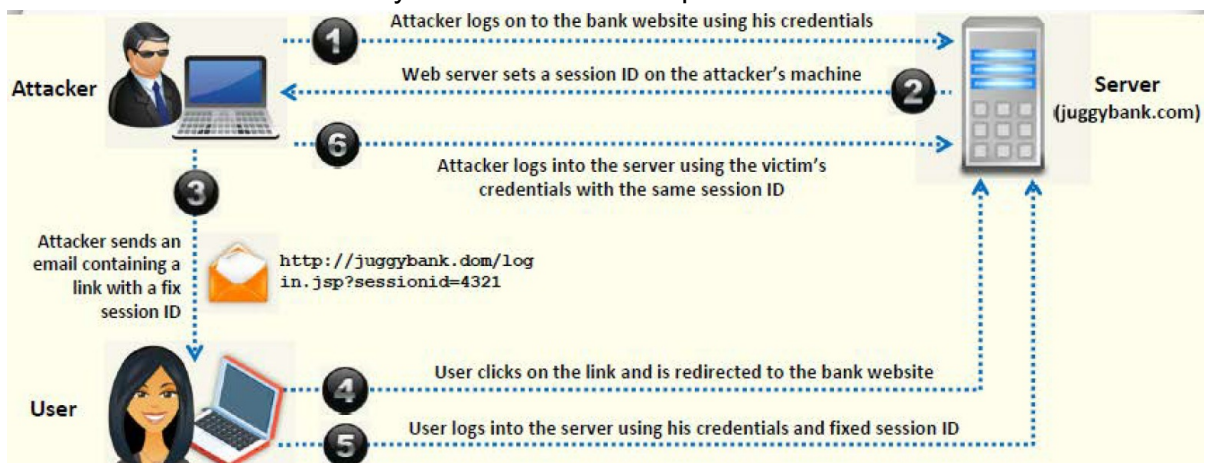 Attacker logs on to the bank website using his credentials
1
Web server sets a session ID on the attacker's machine
2
Attacker
Server
(juggybank.com)
6
Attacker logs into the server using the victim's
credentials with the same session ID
3
Attacker sends an
email containing a
link with a fix
session ID
http://juggybank.dom/log
in.jsp?sessionid=4321
4
User clicks on the link and is redirected to the bank website
User
5
User logs into the server using his credentials and fixed session ID